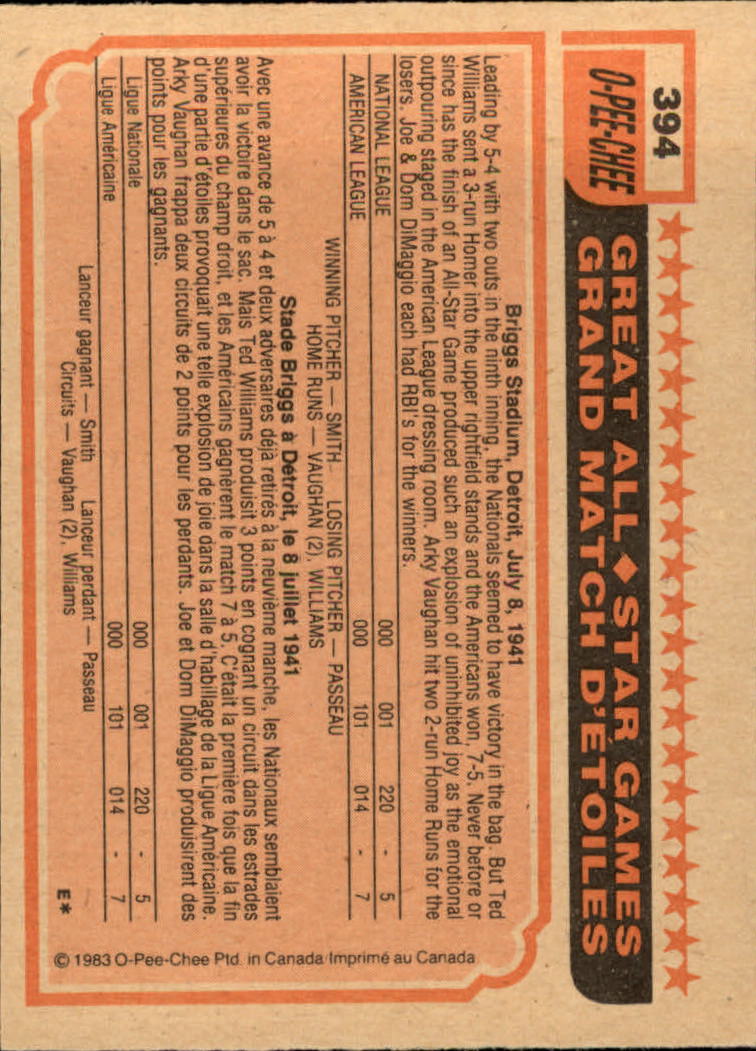 394
O-PEE-CHEE
GREAT ALL◆STAR GAMES
GRAND MATCH D'ETOILES
Briggs Stadium, Detroit, July 8, 1941
Leading by 5-4 with two outs in the ninth inning, the Nationals seemed to have victory in the bag. But Ted
Williams sent a 3-run Homer into the upper rightfield stands and the Americans won, 7-5. Never before or
since has the finish of an All-Star Game produced such an explosion of uninhibited joy as the emotional
outpouring staged in the American League dressing room. Arky Vaughan hit two 2-run Home Runs for the
losers. Joe & Dom DiMaggio each had RBI's for the winners.
NATIONAL LEAGUE 000 001 220 - 5
AMERICAN LEAGUE 000 101 014 - 7
WINNING PITCHER — SMITH LOSING PITCHER — PASSEAU
HOME RUNS — VAUGHAN (2), WILLIAMS
Stade Briggs à Détroit, le 8 juillet 1941
Avec une avance de 5 à 4 et deux adversaires déjà retirés à la neuvième manche, les Nationaux semblaient
avoir la victoire dans le sac. Mais Ted Williams produisit 3 points en cognant un circuit dans les estrades
supérieures du champ droit, et les Américains gagnèrent le match 7 à 5. C'était la première fois que la fin
d'une partie d'étoiles provoquait une telle explosion de joie dans la salle d'habillage de la Ligue Américaine.
Arky Vaughan frappa deux circuits de 2 points pour les perdants. Joe et Dom DiMaggio produisirent des
points pour les gagnants.
Ligue Nationale 000 001 220 - 5
Ligue Américaine 000 101 014 - 7
Lanceur gagnant — Smith Lanceur perdant — Passeau
Circuits — Vaughan (2), Williams
E*
© 1983 O-Pee-Chee Ptd. in Canada/Imprimé au Canada